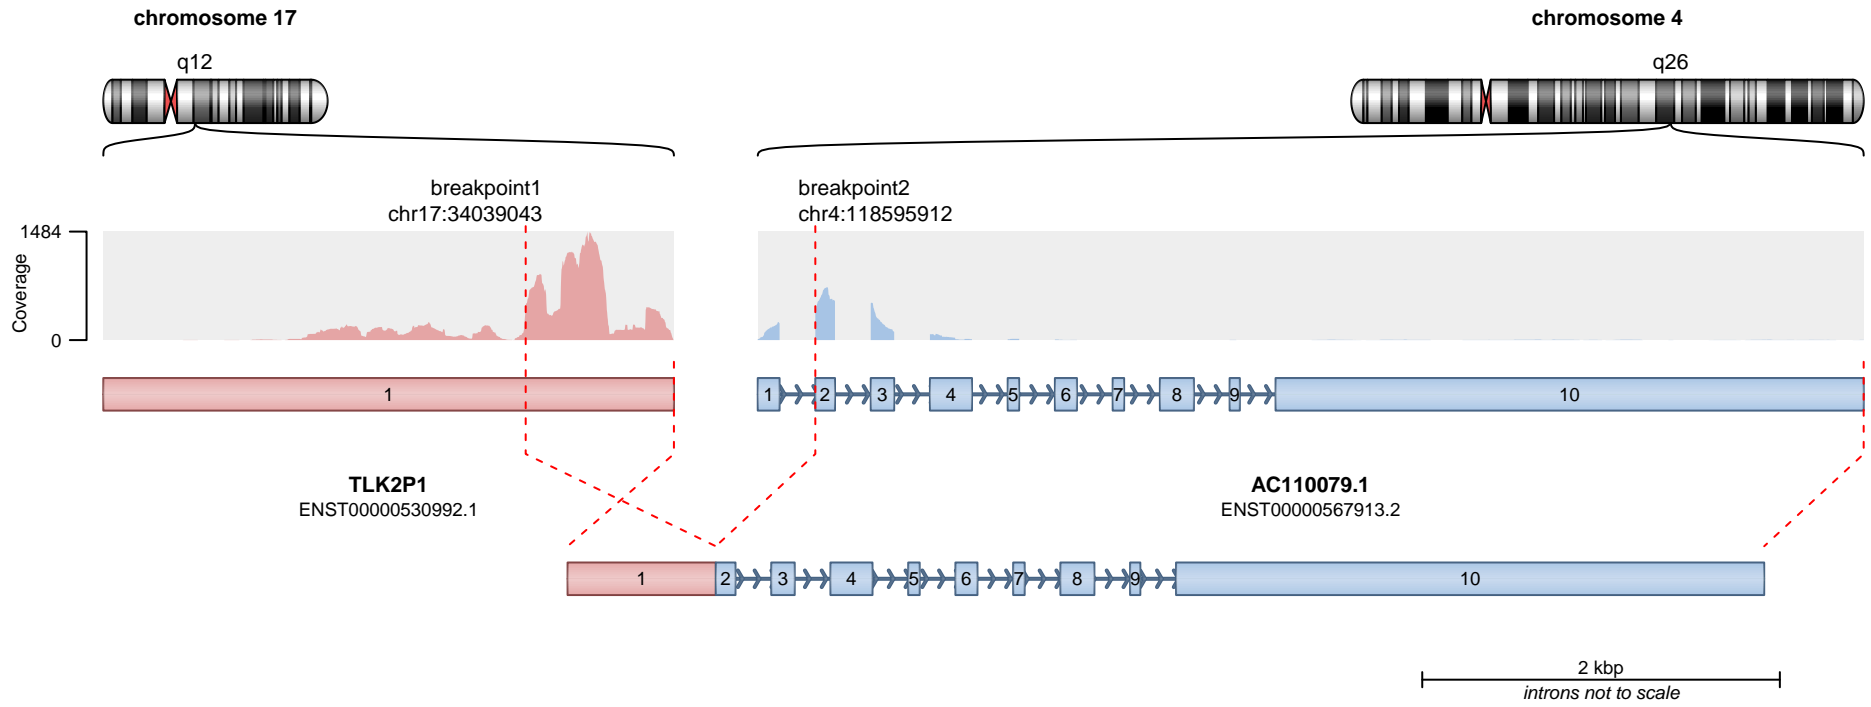 chromosome 17
chromosome 4
q12
q26
breakpoint1
chr17:34039043
breakpoint2
chr4:118595912
1484
0
Coverage
1
1 2 3 4 5 6 7 8 9 10
TLK2P1
ENST00000530992.1
AC110079.1
ENST00000567913.2
1 2 3 4 5 6 7 8 9 10
2 kbp
introns not to scale